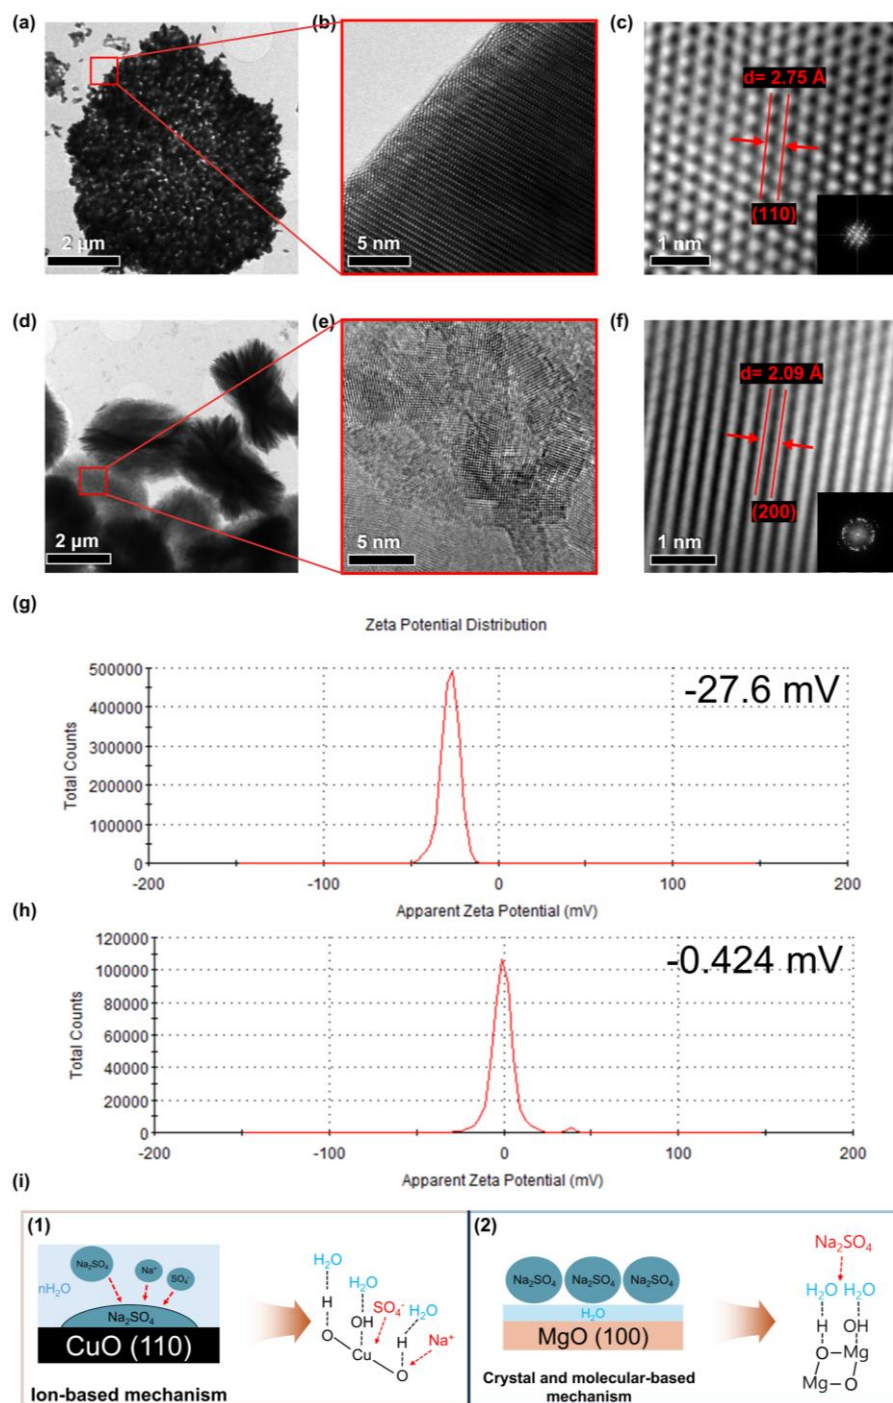 (a)
2 µm
(b)
5 nm
(c)
d= 2.75 Å
(110)
1 nm
(d)
2 µm
(e)
5 nm
(f)
d= 2.09 Å
(200)
1 nm
(g)
Zeta Potential Distribution
-27.6 mV
Total Counts
500000
400000
300000
200000
100000
0
-200 -100 0 100 200
Apparent Zeta Potential (mV)
(h)
-0.424 mV
Total Counts
120000
100000
80000
60000
40000
20000
0
-200 -100 0 100 200
Apparent Zeta Potential (mV)
(i)
(1)
Na₂SO₄
Na⁺
SO₄⁻
nH₂O
Na₂SO₄
CuO (110)
Ion-based mechanism
H₂O
H₂O
SO₄⁻
H₂O
H
OH
H
Na⁺
O
Cu
O
(2)
Na₂SO₄ Na₂SO₄ Na₂SO₄
H₂O
MgO (100)
Crystal and molecular-based
mechanism
Na₂SO₄
H₂O H₂O
H OH
O Mg
Mg O